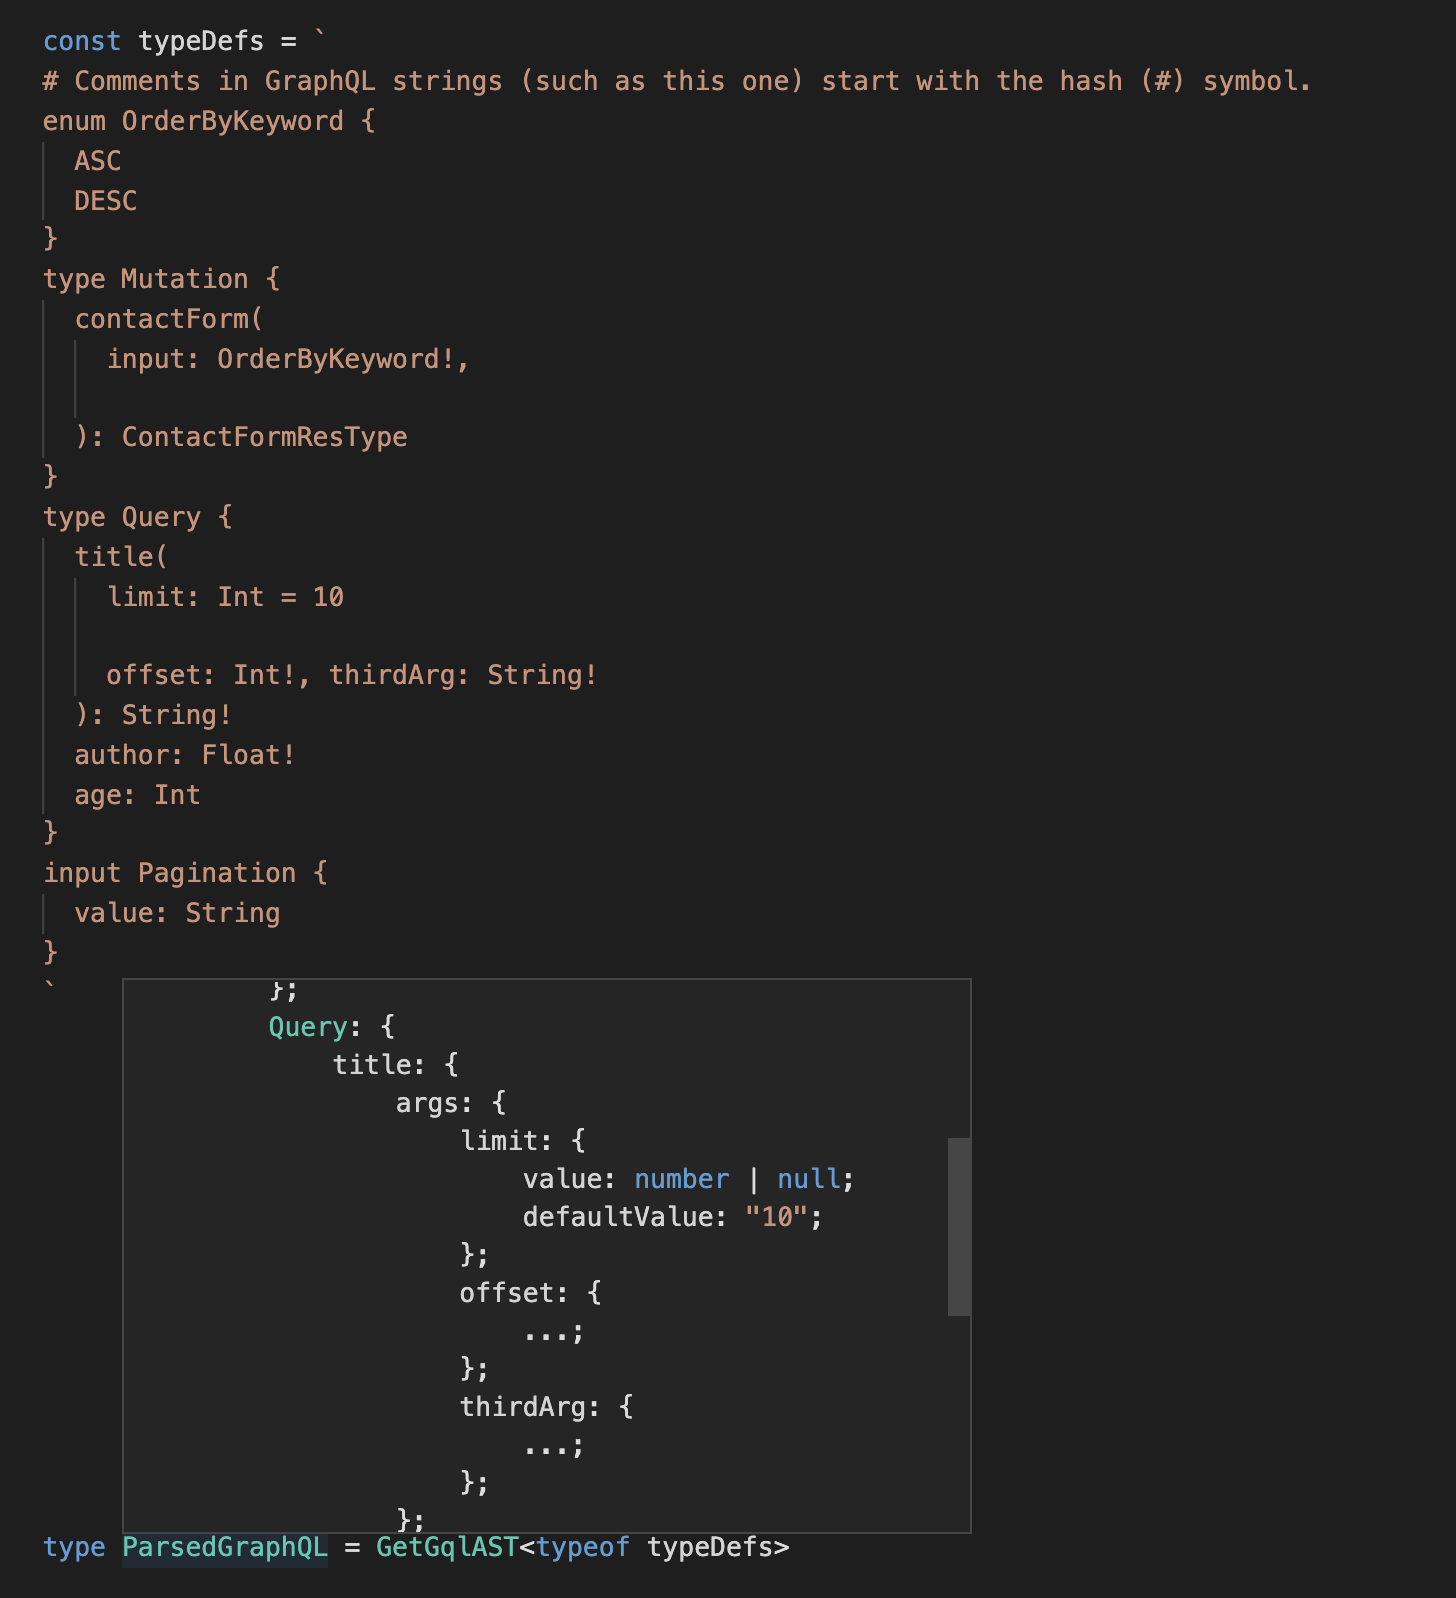 const typeDefs = `
# Comments in GraphQL strings (such as this one) start with the hash (#) symbol.
enum OrderByKeyword {
  ASC
  DESC
}
type Mutation {
  contactForm(
    input: OrderByKeyword!,

  ): ContactFormResType
}
type Query {
  title(
    limit: Int = 10

    offset: Int!, thirdArg: String!
  ): String!
  author: Float!
  age: Int
}
input Pagination {
  value: String
}
`
};
Query: {
    title: {
        args: {
            limit: {
                value: number | null;
                defaultValue: "10";
            };
            offset: {
                ...;
            };
            thirdArg: {
                ...;
            };
        };
type ParsedGraphQL = GetGqlAST<typeof typeDefs>